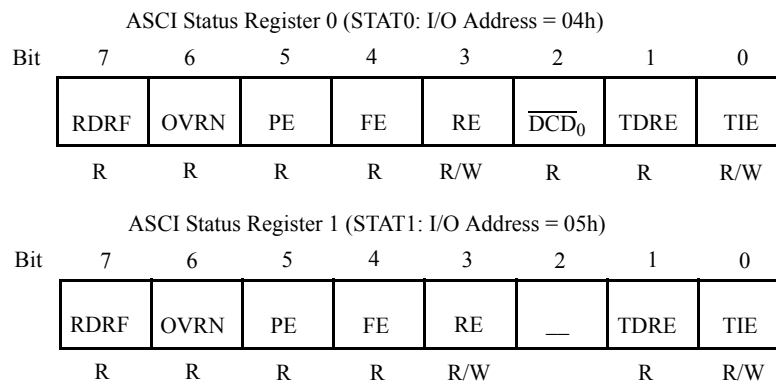 ASCI Status Register 0 (STAT0: I/O Address = 04h)
Bit 7 6 5 4 3 2 1 0
RDRF OVRN PE FE RE D̅C̅D̅₀ TDRE TIE
R R R R R/W R R R/W
ASCI Status Register 1 (STAT1: I/O Address = 05h)
Bit 7 6 5 4 3 2 1 0
RDRF OVRN PE FE RE __ TDRE TIE
R R R R R/W R R/W